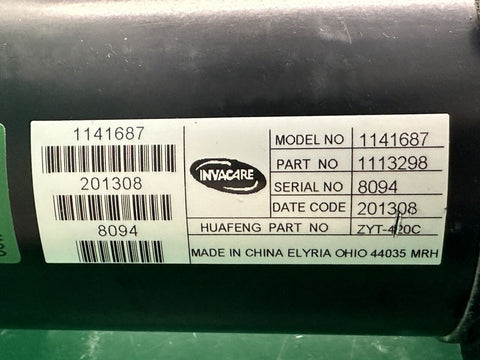 1141687
201308
8094
INVACARE
MODEL NO 1141687
PART NO 1113298
SERIAL NO 8094
DATE CODE 201308
HUAFENG PART NO ZYT-420C
MADE IN CHINA ELYRIA OHIO 44035 MRH